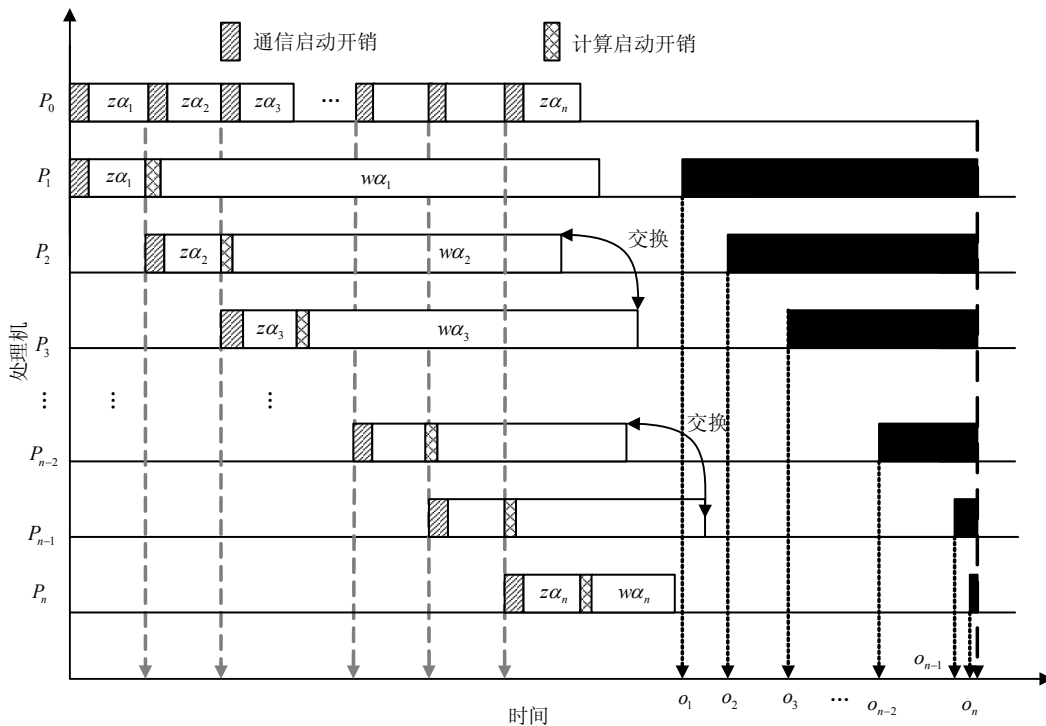 通信启动开销 计算启动开销
P₀ zα₁ zα₂ zα₃ ··· zαₙ
P₁ zα₁ wα₁
P₂ zα₂ wα₂
交换
P₃ zα₃ wα₃
处理机
⋮ ⋮ ⋮
Pₙ₋₂
交换
Pₙ₋₁
Pₙ zαₙ wαₙ
o₁ o₂ o₃ ··· oₙ₋₂ oₙ₋₁ oₙ
时间